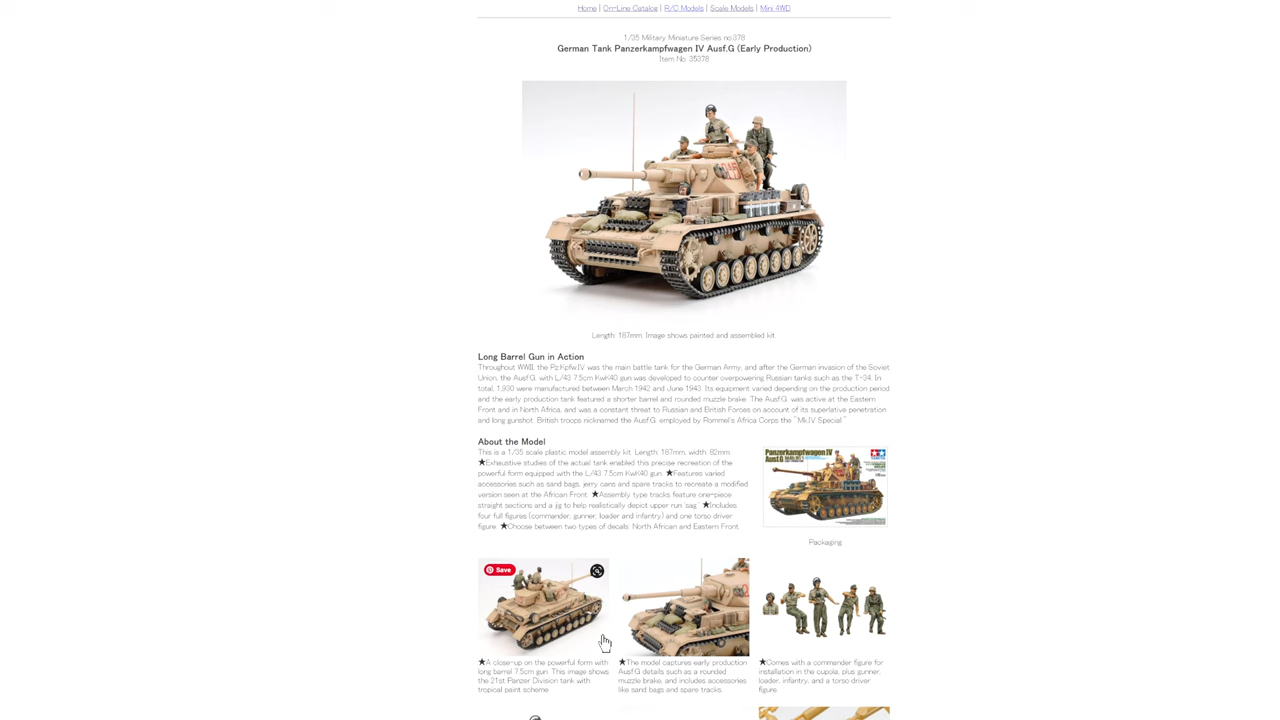 Home | On-Line Catalog | R/C Models | Scale Models | Mini 4WD
1/35 Military Miniature Series no.378
German Tank Panzerkampfwagen IV Ausf.G (Early Production)
Item No: 35378
Length: 187mm. Image shows painted and assembled kit.
Long Barrel Gun in Action
Throughout WWII, the Pz.Kpfw.IV was the main battle tank for the German Army, and after the German invasion of the Soviet
Union, the Ausf.G. with L/43 7.5cm KwK40 gun was developed to counter overpowering Russian tanks such as the T-34. In
total, 1,930 were manufactured between March 1942 and June 1943. Its equipment varied depending on the production period
and the early production tank featured a shorter barrel and rounded muzzle brake. The Ausf.G. was active at the Eastern
Front and in North Africa, and was a constant threat to Russian and British Forces on account of its superlative penetration
and long gunshot. British troops nicknamed the Ausf.G. employed by Rommel's Africa Corps the "Mk.IV Special."
About the Model
This is a 1/35 scale plastic model assembly kit. Length: 187mm, width: 82mm.
★Exhaustive studies of the actual tank enabled this precise recreation of the
powerful form equipped with the L/43 7.5cm KwK40 gun. ★Features varied
accessories such as sand bags, jerry cans and spare tracks to recreate a modified
version seen at the African Front. ★Assembly type tracks feature one-piece
straight sections and a jig to help realistically depict upper run 'sag.' ★Includes
four full figures (commander, gunner, loader and infantry) and one torso driver
figure. ★Choose between two types of decals: North African and Eastern Front.
Panzerkampfwagen IV
Ausf.G
TAMIYA
Packaging.
Save
★A close-up on the powerful form with
long barrel 7.5cm gun. This image shows
the 21st Panzer Division tank with
tropical paint scheme.
★The model captures early production
Ausf.G details such as a rounded
muzzle brake, and includes accessories
like sand bags and spare tracks.
★Comes with a commander figure for
installation in the cupola, plus gunner,
loader, infantry, and a torso driver
figure.